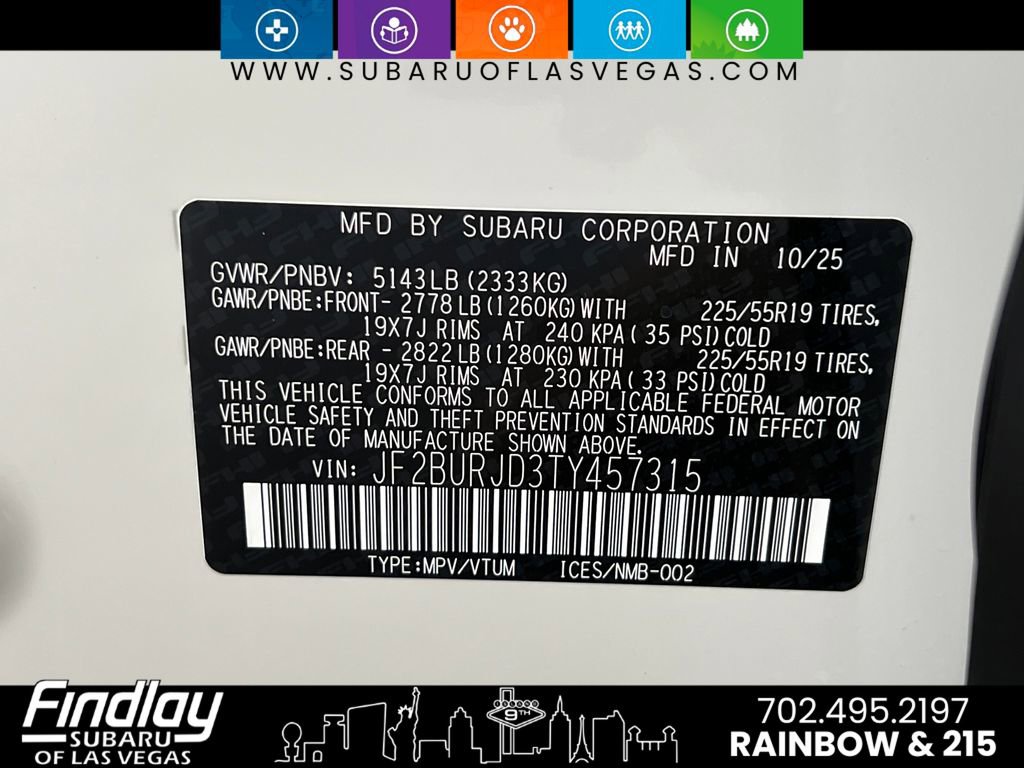 WWW.SUBARUOFLASVEGAS.COM
MFD BY SUBARU CORPORATION
MFD IN 10/25
GVWR/PNBV: 5143LB (2333KG)
GAWR/PNBE:FRONT- 2778 LB (1260KG) WITH 225/55R19 TIRES,
19X7J RIMS AT 240 KPA ( 35 PSI) COLD
GAWR/PNBE:REAR - 2822 LB (1280KG) WITH 225/55R19 TIRES,
19X7J RIMS AT 230 KPA ( 33 PSI) COLD
THIS VEHICLE CONFORMS TO ALL APPLICABLE FEDERAL MOTOR
VEHICLE SAFETY AND THEFT PREVENTION STANDARDS IN EFFECT ON
THE DATE OF MANUFACTURE SHOWN ABOVE.
VIN: JF2BURJD3TY457315
TYPE:MPV/VTUM ICES/NMB-002
Findlay
SUBARU
OF LAS VEGAS
9TH
702.495.2197
RAINBOW & 215